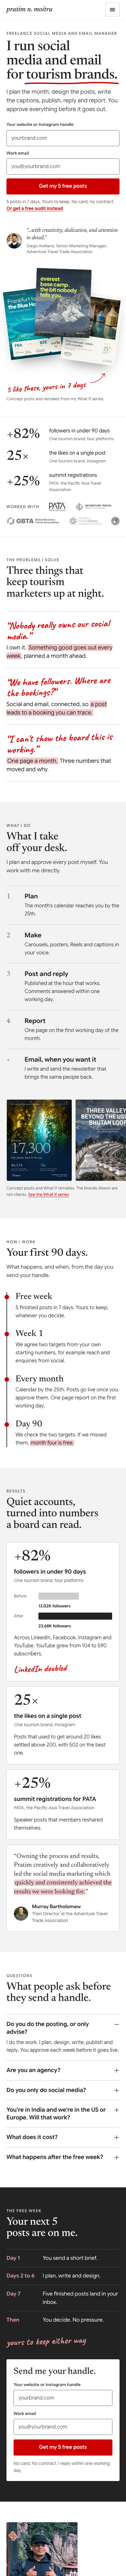 pratim n. moitra
FREELANCE SOCIAL MEDIA AND EMAIL MANAGER
I run social
media and email
for tourism brands.
I plan the month, design the posts, write
the captions, publish, reply and report. You
approve everything before it goes out.
Your website or Instagram handle
yourbrand.com
Work email
you@yourbrand.com
Get my 5 free posts
5 posts in 7 days. Yours to keep. No card, no contract.
Or get a free audit instead
"...with creativity, dedication, and attention
to detail."
Diego Arellano, Senior Marketing Manager,
Adventure Travel Trade Association
everest
base camp.
the bit nobody
tells you
5 like these, yours in 7 days
Concept posts and remakes from my What If series.
+82%
followers in under 90 days
One tourism brand, four platforms
25×
the likes on a single post
One tourism brand, Instagram
+25%
summit registrations
PATA, the Pacific Asia Travel
Association
WORKED WITH
PATA
ADVENTURE TRAVEL
GBTA
THE PROBLEMS I SOLVE
Three things that
keep tourism
marketers up at night.
"Nobody really owns our social
media."
I own it. Something good goes out every
week, planned a month ahead.
"We have followers. Where are
the bookings?"
Social and email, connected, so a post
leads to a booking you can trace.
"I can't show the board this is
working."
One page a month. Three numbers that
moved and why.
WHAT I DO
What I take
off your desk.
I plan and approve every post myself. You
work with me directly.
1
Plan
The month's calendar reaches you by the
25th.
2
Make
Carousels, posters, Reels and captions in
your voice.
3
Post and reply
Published at the hour that works.
Comments answered within one
working day.
4
Report
One page on the first working day of the
month.
+
Email, when you want it
I write and send the newsletter that
brings the same people back.
17,300
THREE VALLEY
BEYOND THE USU
BHUTAN LOO
Concept posts and What If remakes. The brands shown are
not clients. See the What If series
HOW I WORK
Your first 90 days.
What happens, and when, from the day you
send your handle.
Free week
5 finished posts in 7 days. Yours to keep,
whatever you decide.
Week 1
We agree two targets from your own
starting numbers, for example reach and
enquiries from social.
Every month
Calendar by the 25th. Posts go live once you
approve them. One page report on the first
working day.
Day 90
We check the two targets. If we missed
them, month four is free.
RESULTS
Quiet accounts,
turned into numbers
a board can read.
+82%
followers in under 90 days
One tourism brand, four platforms
Before
13.02K followers
After
23.68K followers
Across LinkedIn, Facebook, Instagram and
YouTube. YouTube grew from 104 to 590
subscribers.
LinkedIn doubled
25×
the likes on a single post
One tourism brand, Instagram
Posts that used to get around 20 likes
settled above 200, with 502 on the best
one.
+25%
summit registrations for PATA
PATA, the Pacific Asia Travel Association
Speaker posts that members reshared
themselves.
"Owning the process and results,
Pratim creatively and collaboratively
led the social media marketing which
quickly and consistently achieved the
results we were looking for."
Murray Bartholomew
Then Director at the Adventure Travel
Trade Association
QUESTIONS
What people ask before
they send a handle.
Do you do the posting, or only
advise?
I do the work. I plan, design, write, publish and
reply. You approve each week before it goes live.
Are you an agency?
Do you only do social media?
You're in India and we're in the US or
Europe. Will that work?
What does it cost?
What happens after the free week?
THE FREE WEEK
Your next 5
posts are on me.
Day 1
You send a short brief.
Days 2 to 6
I plan, write and design.
Day 7
Five finished posts land in your
inbox.
Then
You decide. No pressure.
yours to keep either way
Send me your handle.
Your website or Instagram handle
yourbrand.com
Work email
you@yourbrand.com
Get my 5 free posts
No card. No contract. I reply within one working
day.